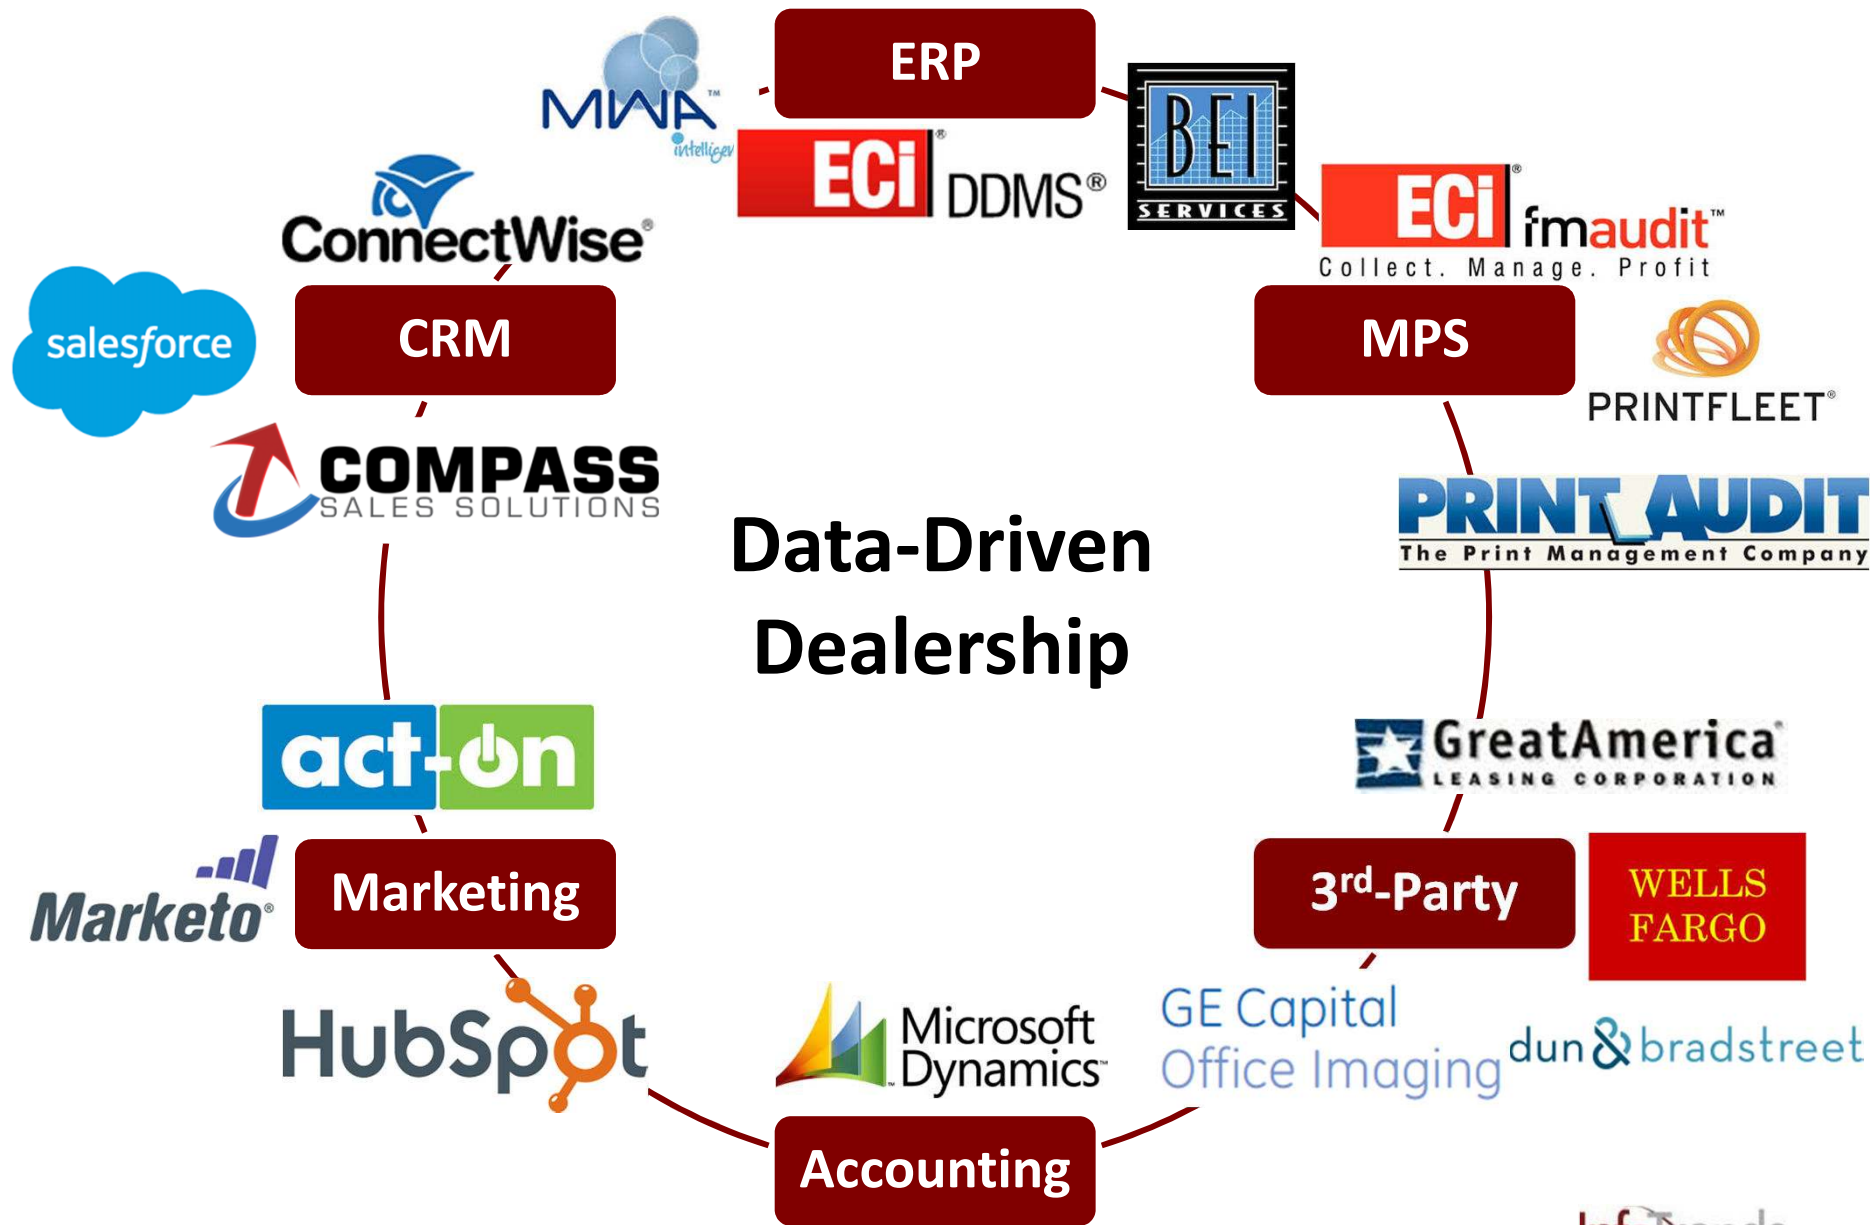 ERP
MWA™
intelligen
ECi® DDMS®
BEI
SERVICES
ECi® fmaudit™
Collect. Manage. Profit
ConnectWise®
CRM
salesforce
MPS
PRINTFLEET®
COMPASS
SALES SOLUTIONS
PRINT AUDIT
The Print Management Company
Data-Driven
Dealership
act-on
GreatAmerica®
LEASING CORPORATION
Marketo®
Marketing
3rd-Party
WELLS
FARGO
HubSpot
Microsoft
Dynamics™
GE Capital
Office Imaging
dun & bradstreet
Accounting